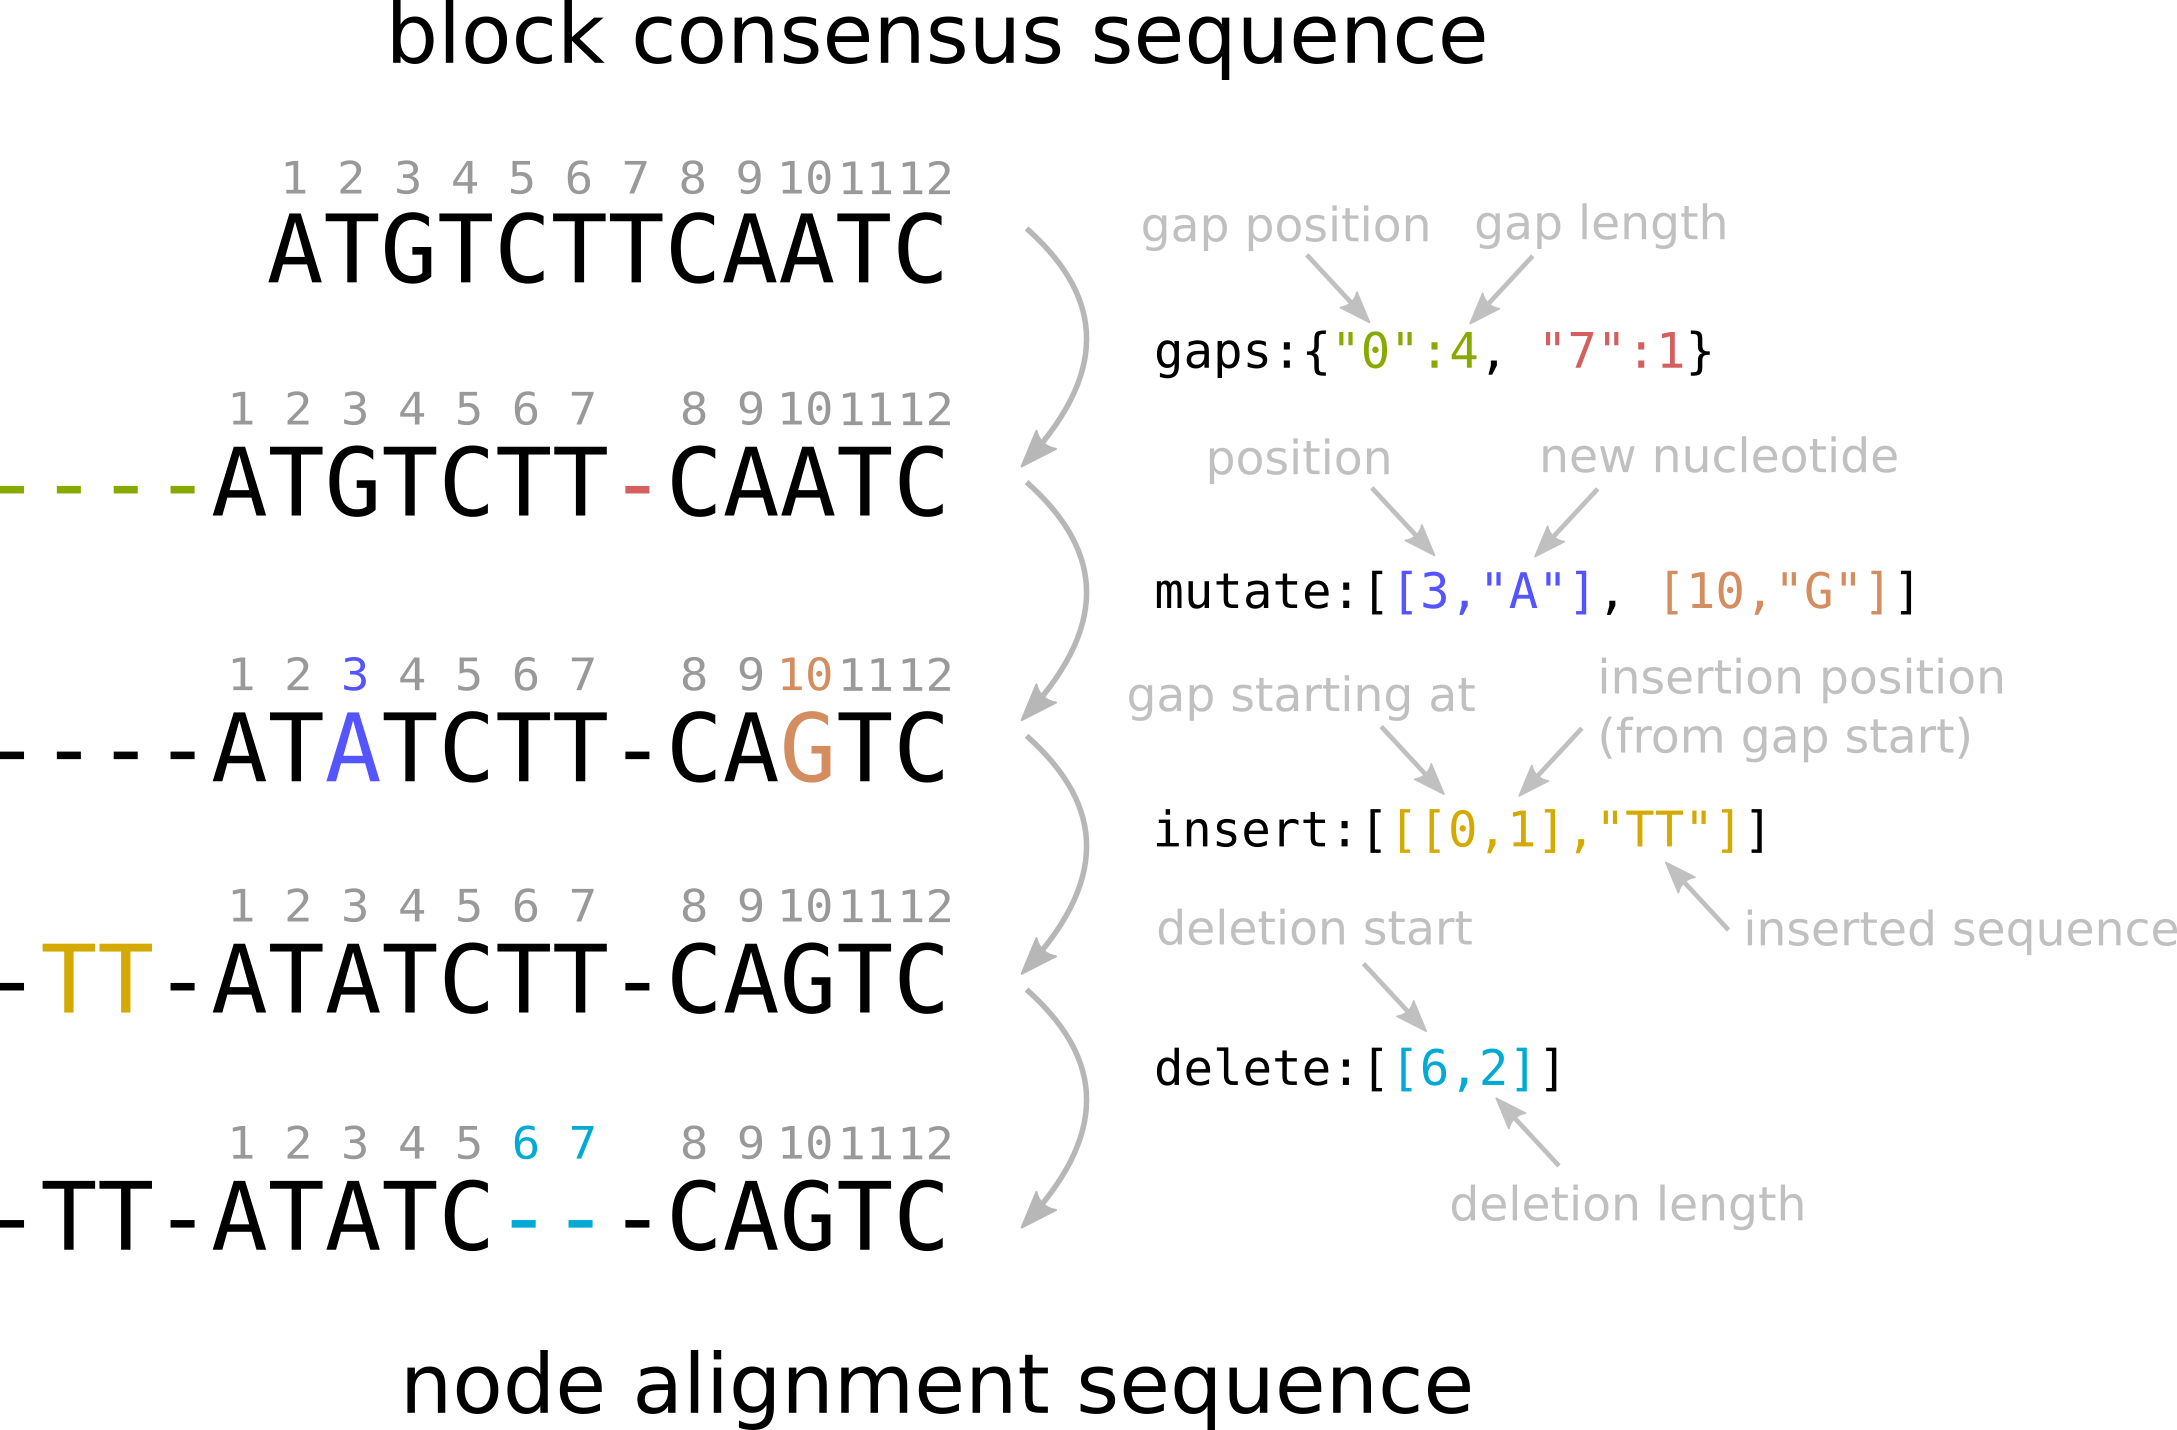 block consensus sequence
1 2 3 4 5 6 7 8 9 10 11 12
ATGTCTTCAATC
gap position gap length
gaps:{"0":4, "7":1}
1 2 3 4 5 6 7 8 9 10 11 12
----ATGTCTT-CAATC
position new nucleotide
mutate:[[3,"A"], [10,"G"]]
1 2 3 4 5 6 7 8 9 10 11 12
----ATATCTT-CAGTC
gap starting at
insertion position
(from gap start)
insert:[[[0,1],"TT"]]
inserted sequence
1 2 3 4 5 6 7 8 9 10 11 12
-TT-ATATCTT-CAGTC
deletion start
delete:[[6,2]]
deletion length
1 2 3 4 5 6 7 8 9 10 11 12
-TT-ATATC---CAGTC
node alignment sequence